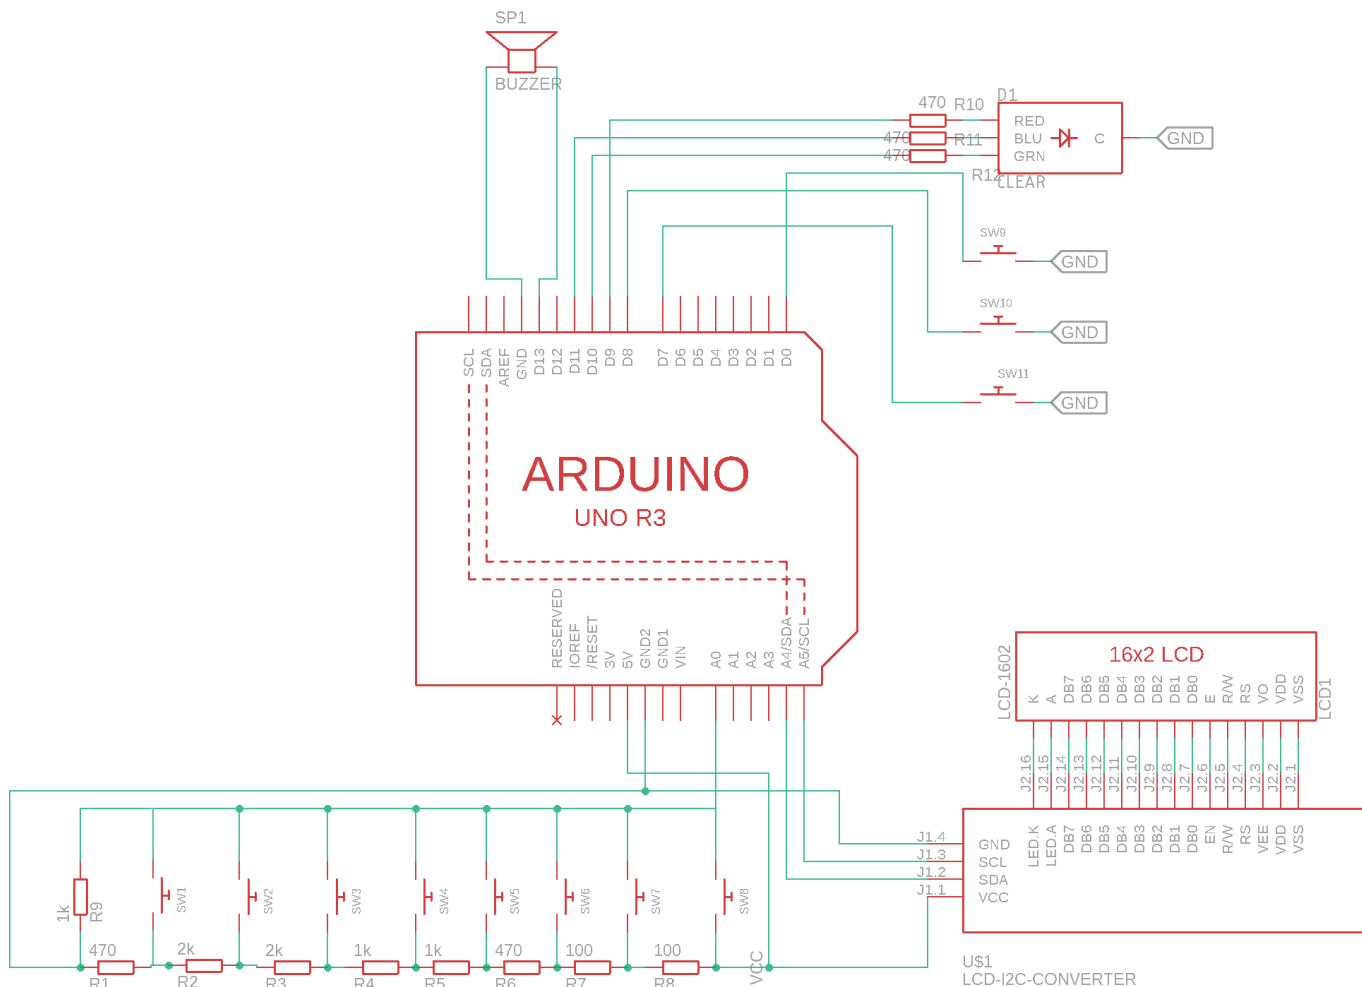 SP1
BUZZER
470 R10
470 R11
470
R12
D1
RED
BLU C
GRN
CLEAR
GND
SW9
GND
SW10
GND
SW11
GND
SCL SDA AREF GND D13 D12 D11 D10 D9 D8 D7 D6 D5 D4 D3 D2 D1 D0
ARDUINO
UNO R3
RESERVED IOREF /RESET 3V 5V GND2 GND1 VIN A0 A1 A2 A3 A4/SDA A5/SCL
LCD-1602
16x2 LCD
LCD1
K A DB7 DB6 DB5 DB4 DB3 DB2 DB1 DB0 E R/W RS VO VDD VSS
J2.16 J2.15 J2.14 J2.13 J2.12 J2.11 J2.10 J2.9 J2.8 J2.7 J2.6 J2.5 J2.4 J2.3 J2.2 J2.1
LED.K LED.A DB7 DB6 DB5 DB4 DB3 DB2 DB1 DB0 EN R/W RS VEE VDD VSS
J1.4 GND
J1.3 SCL
J1.2 SDA
J1.1 VCC
U$1
LCD-I2C-CONVERTER
1k R9
SW1 SW2 SW3 SW4 SW5 SW6 SW7 SW8
470 2k 2k 1k 1k 470 100 100
R1 R2 R3 R4 R5 R6 R7 R8
VCC